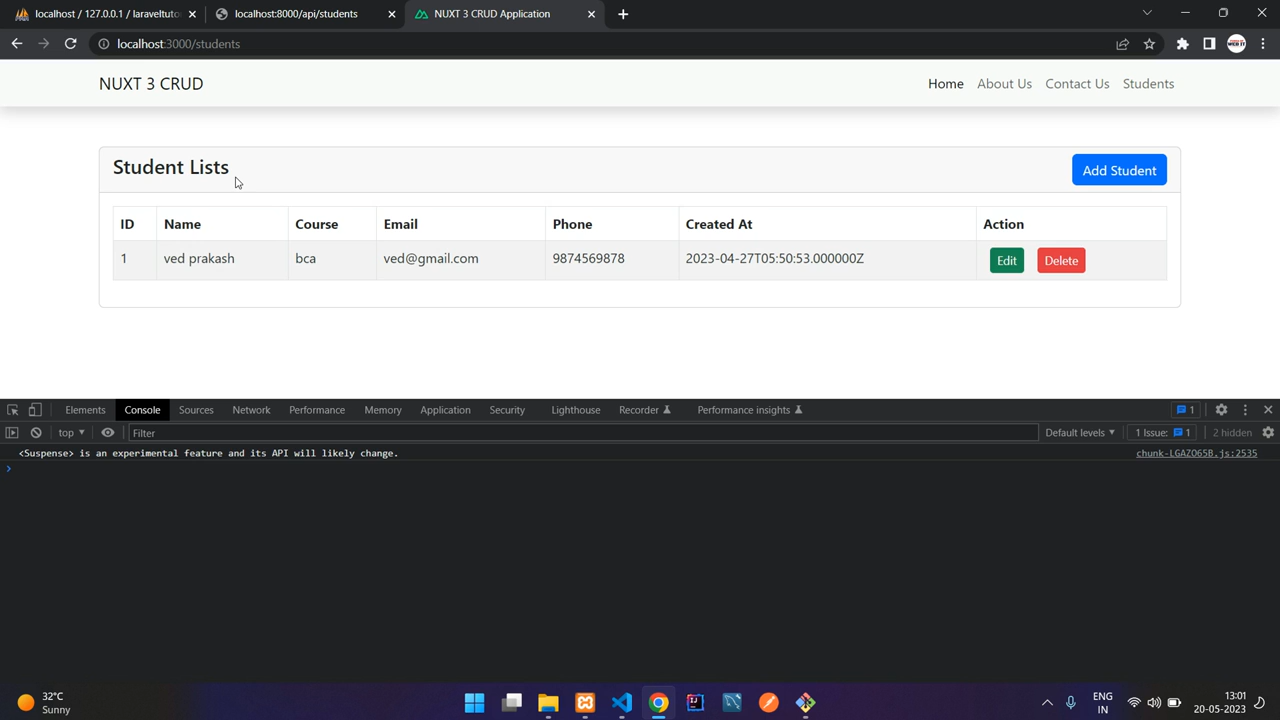 localhost / 127.0.0.1 / laraveltuto
localhost:8000/api/students
NUXT 3 CRUD Application
localhost:3000/students
NUXT 3 CRUD
Home About Us Contact Us Students
Student Lists
Add Student
ID Name Course Email Phone Created At Action
1 ved prakash bca ved@gmail.com 9874569878 2023-04-27T05:50:53.000000Z Edit Delete
Elements Console Sources Network Performance Memory Application Security Lighthouse Recorder Performance insights 1
top Filter Default levels 1 Issue: 1 2 hidden
<Suspense> is an experimental feature and its API will likely change. chunk-LGAZO65B.js:2535
32°C
Sunny
ENG
IN
13:01
20-05-2023